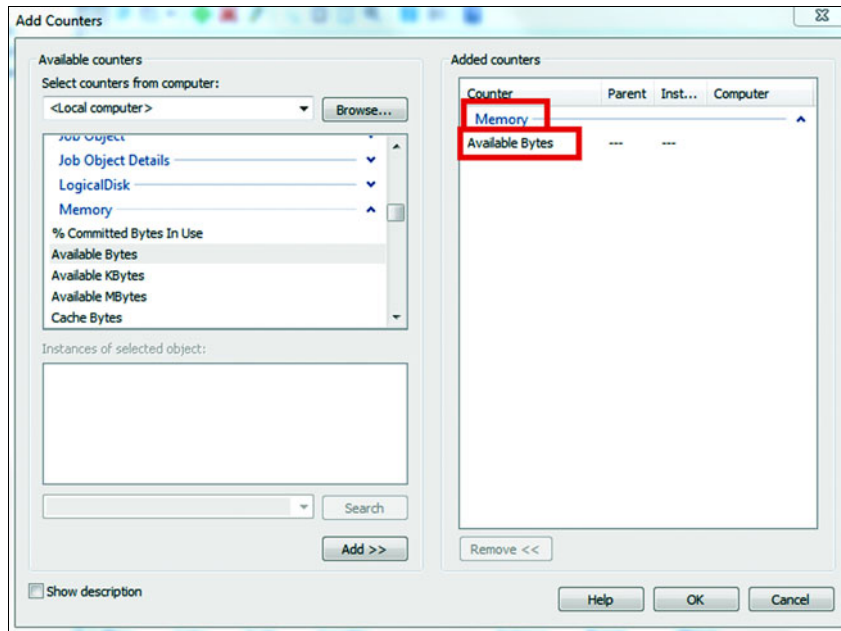 Add Counters
Available counters
Select counters from computer:
<Local computer>
Browse...
Job Object
Job Object Details
LogicalDisk
Memory
% Committed Bytes In Use
Available Bytes
Available KBytes
Available MBytes
Cache Bytes
Instances of selected object:
Search
Add >>
Show description
Added counters
Counter Parent Inst... Computer
Memory
Available Bytes --- ---
Remove <<
Help OK Cancel